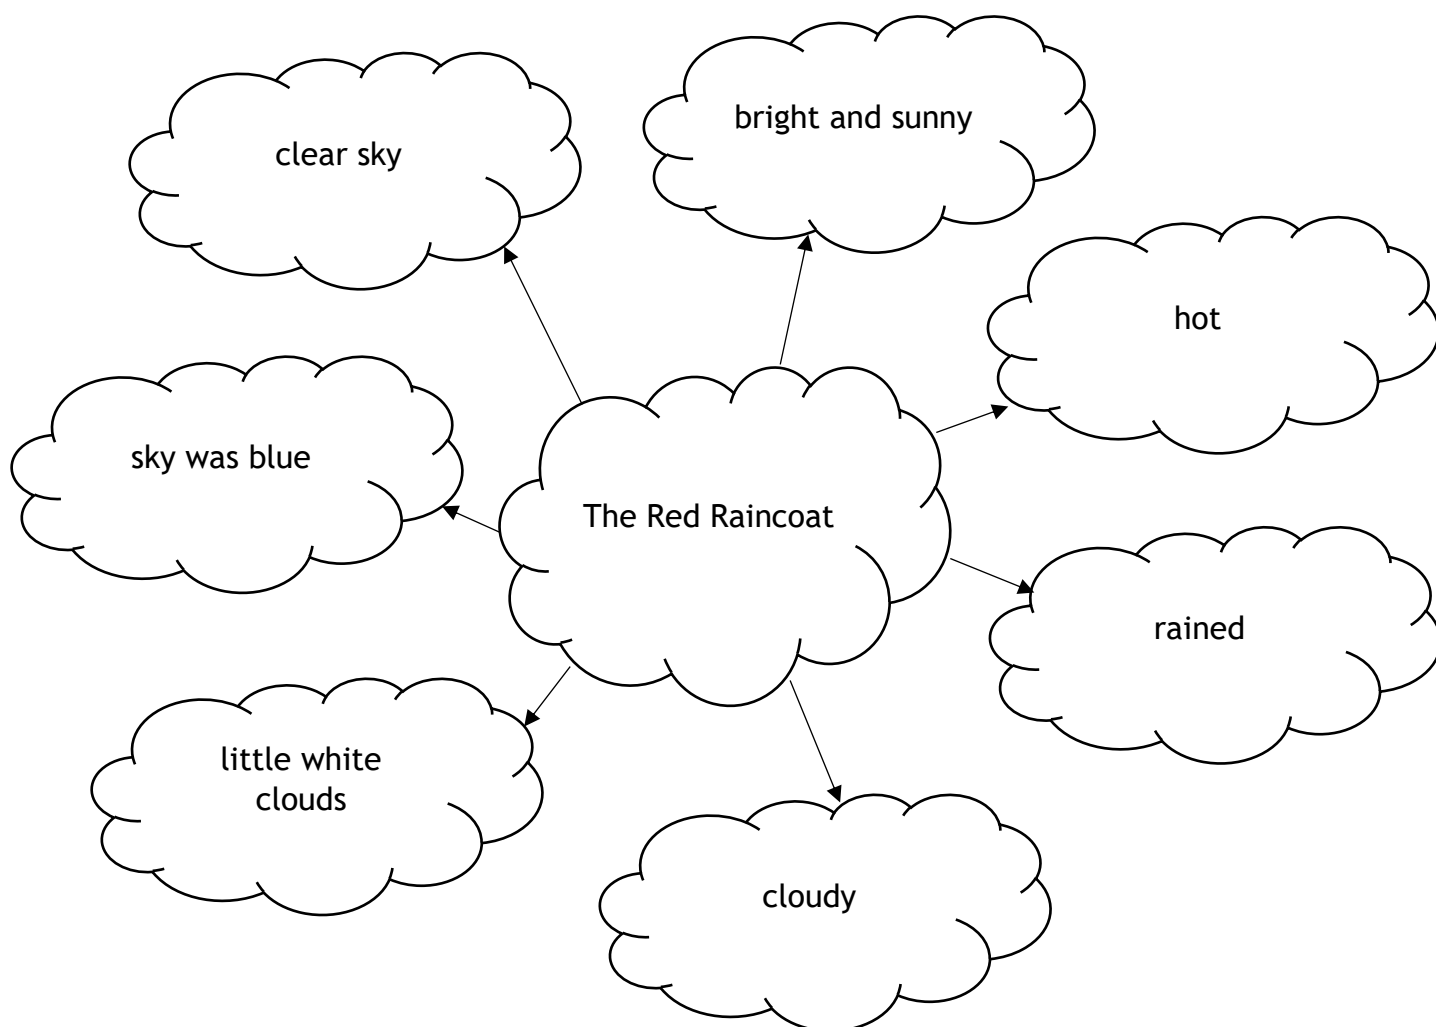 bright and sunny
clear sky
hot
sky was blue
The Red Raincoat
rained
little white
clouds
cloudy